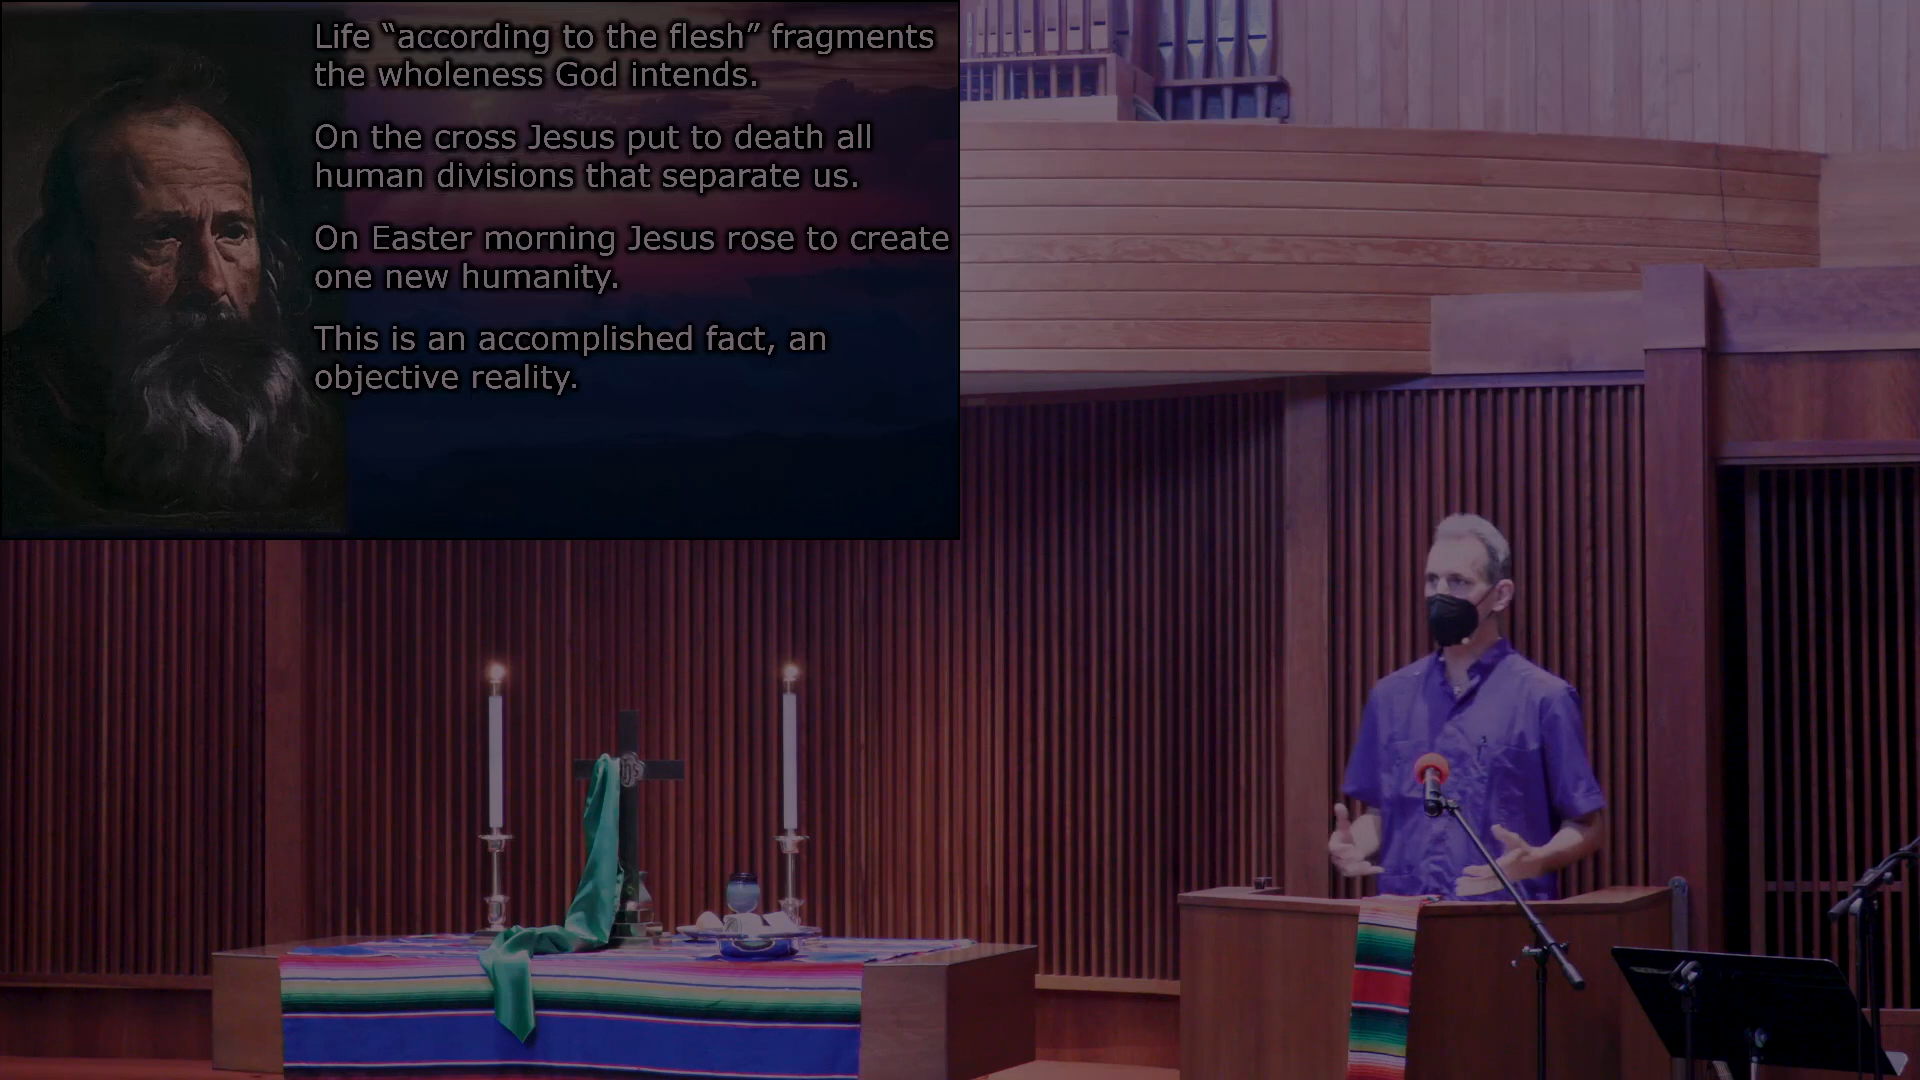 Life “according to the flesh” fragments
the wholeness God intends.
On the cross Jesus put to death all
human divisions that separate us.
On Easter morning Jesus rose to create
one new humanity.
This is an accomplished fact, an
objective reality.